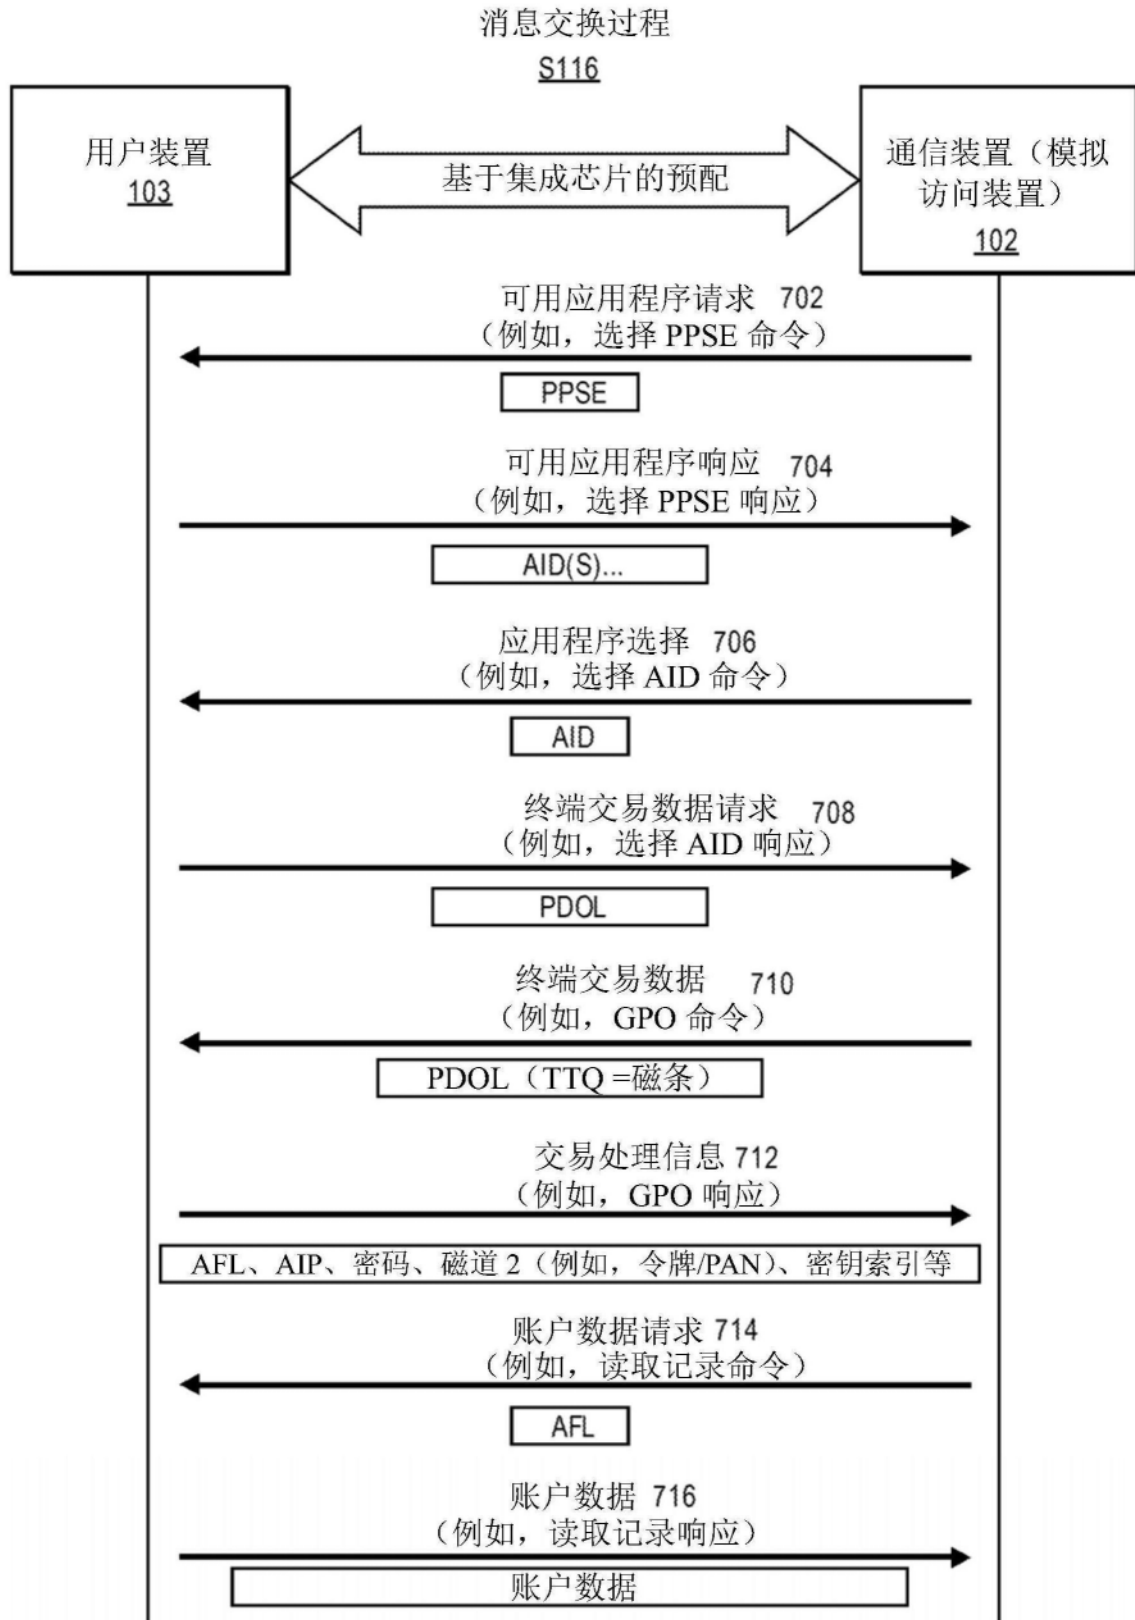 消息交换过程
S116
用户装置
103
基于集成芯片的预配
通信装置（模拟
访问装置）
102
可用应用程序请求 702
（例如，选择 PPSE 命令）
PPSE
可用应用程序响应 704
（例如，选择 PPSE 响应）
AID(S)...
应用程序选择 706
（例如，选择 AID 命令）
AID
终端交易数据请求 708
（例如，选择 AID 响应）
PDOL
终端交易数据 710
（例如，GPO 命令）
PDOL（TTQ =磁条）
交易处理信息 712
（例如，GPO 响应）
AFL、AIP、密码、磁道 2（例如，令牌/PAN）、密钥索引等
账户数据请求 714
（例如，读取记录命令）
AFL
账户数据 716
（例如，读取记录响应）
账户数据